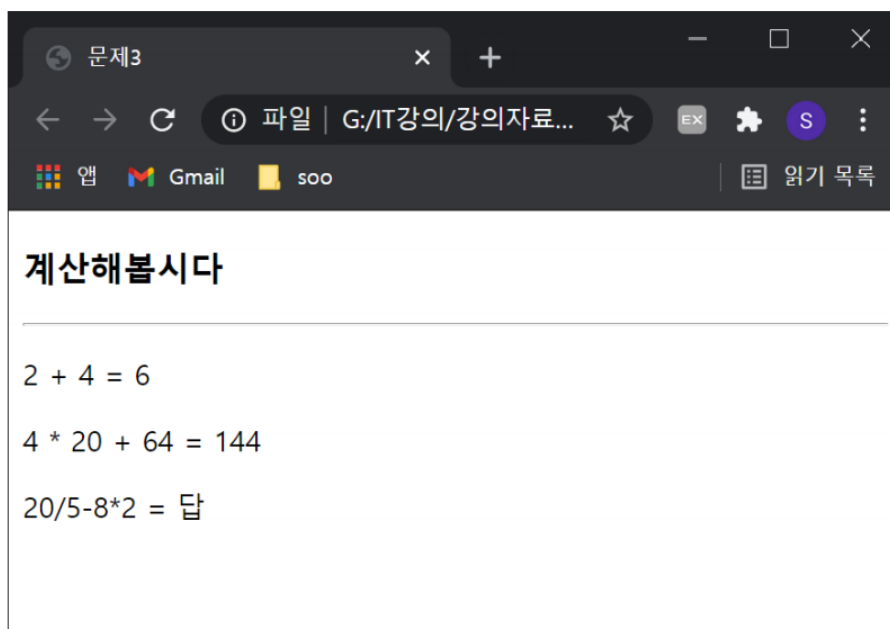 문제3
파일 | G:/IT강의/강의자료...
EX
S
앱 Gmail soo 읽기 목록
계산해봅시다
2 + 4 = 6
4 * 20 + 64 = 144
20/5-8*2 = 답